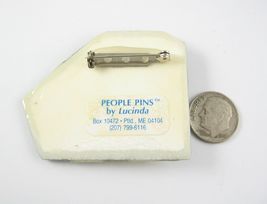 PEOPLE PINS™
by Lucinda
Box 10472 • Ptld., ME 04104
(207) 799-6116